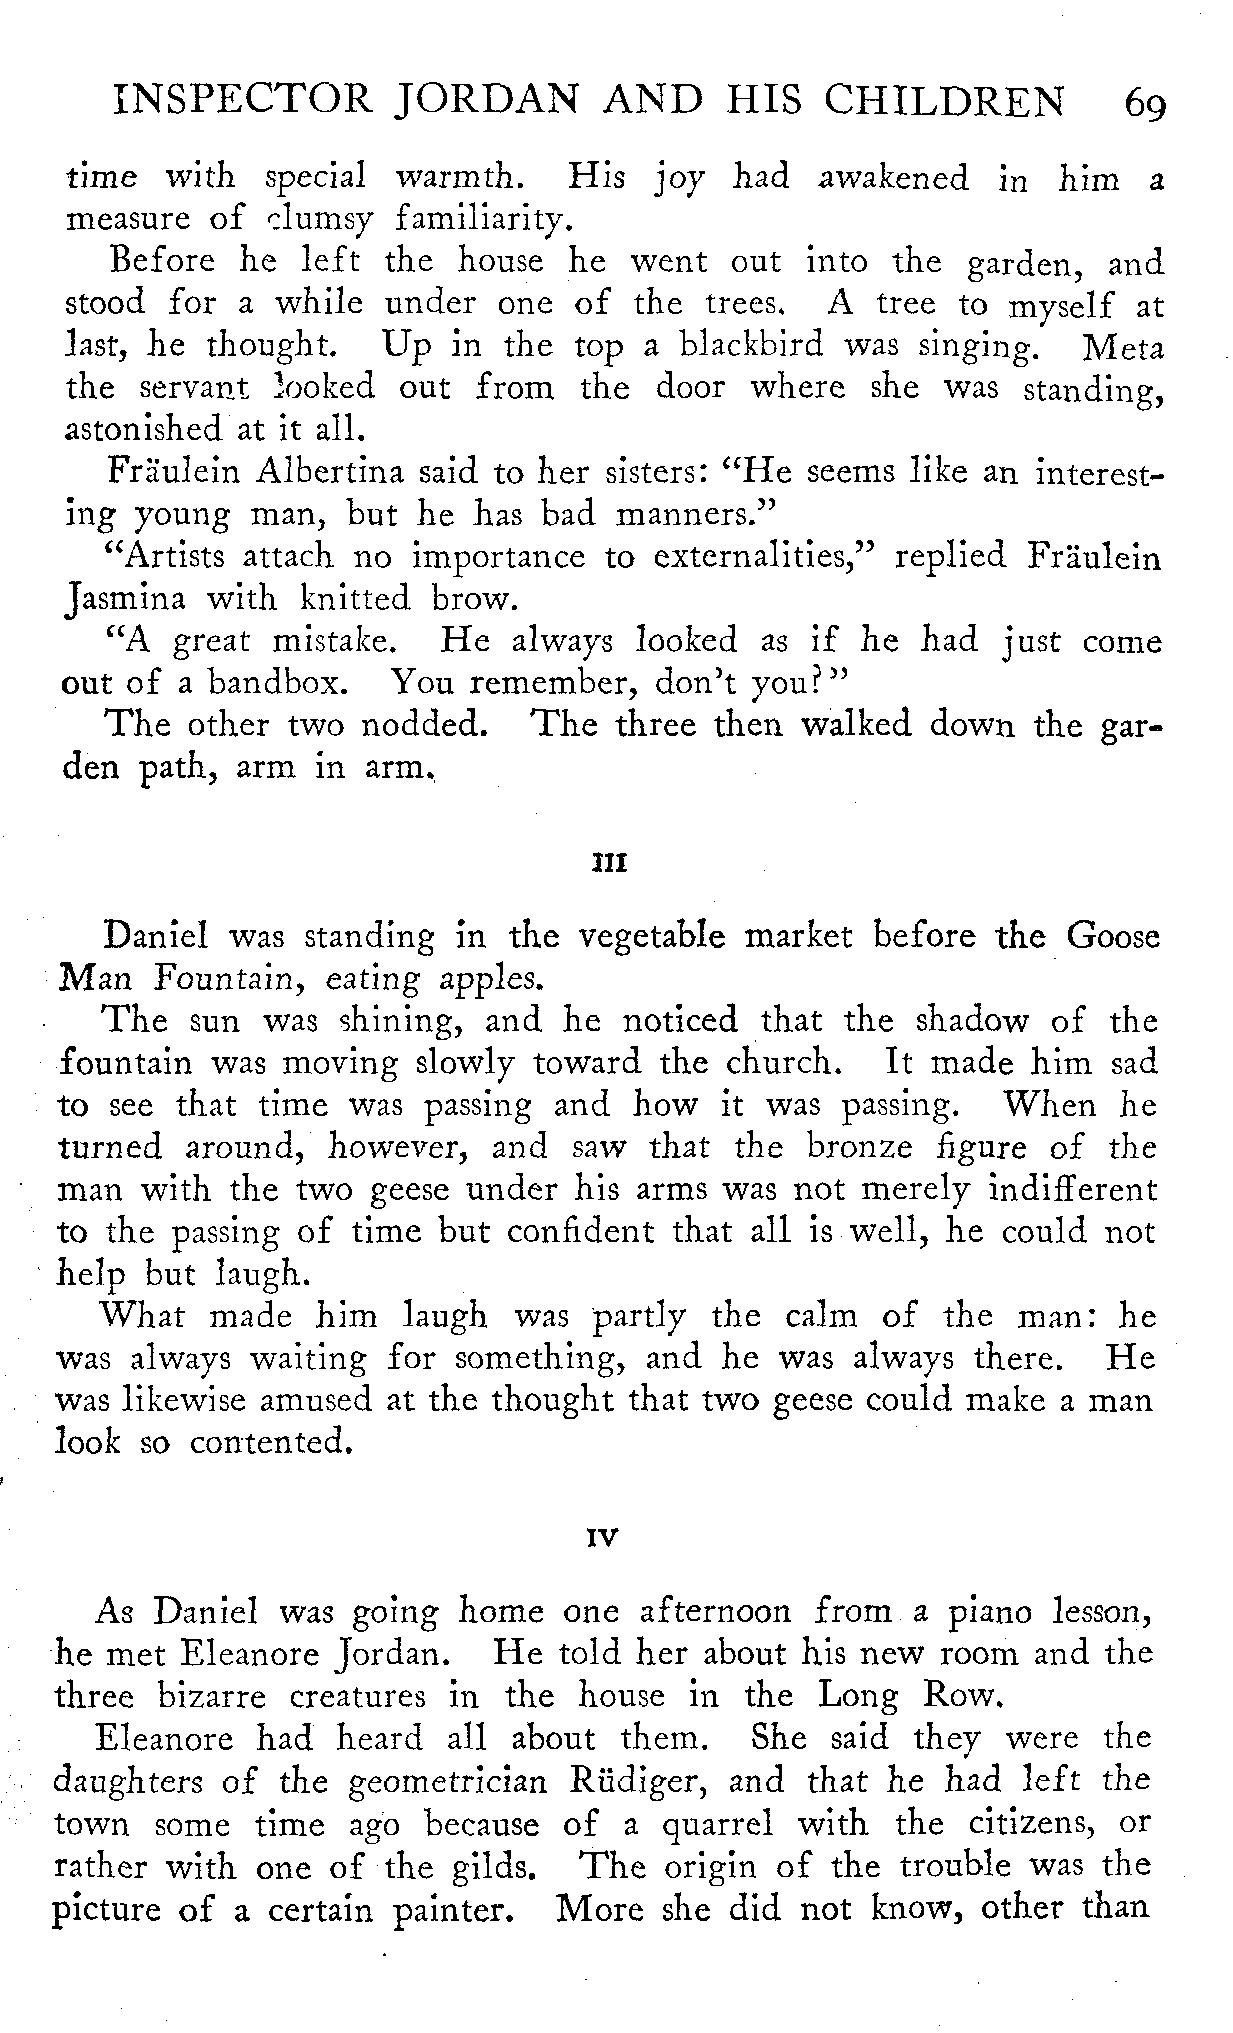 INSPECTOR JORDAN AND HIS CHILDREN 69
time with special warmth. His joy had awakened in him a
measure of clumsy familiarity.
Before he left the house he went out into the garden, and
stood for a while under one of the trees. A tree to myself at
last, he thought. Up in the top a blackbird was singing. Meta
the servant looked out from the door where she was standing,
astonished at it all.
Fräulein Albertina said to her sisters: “He seems like an interest-
ing young man, but he has bad manners.”
“Artists attach no importance to externalities,” replied Fräulein
Jasmina with knitted brow.
“A great mistake. He always looked as if he had just come
out of a bandbox. You remember, don’t you?”
The other two nodded. The three then walked down the gar-
den path, arm in arm.
III
Daniel was standing in the vegetable market before the Goose
Man Fountain, eating apples.
The sun was shining, and he noticed that the shadow of the
fountain was moving slowly toward the church. It made him sad
to see that time was passing and how it was passing. When he
turned around, however, and saw that the bronze figure of the
man with the two geese under his arms was not merely indifferent
to the passing of time but confident that all is well, he could not
help but laugh.
What made him laugh was partly the calm of the man: he
was always waiting for something, and he was always there. He
was likewise amused at the thought that two geese could make a man
look so contented.
IV
As Daniel was going home one afternoon from a piano lesson,
he met Eleanore Jordan. He told her about his new room and the
three bizarre creatures in the house in the Long Row.
Eleanore had heard all about them. She said they were the
daughters of the geometrician Rüdiger, and that he had left the
town some time ago because of a quarrel with the citizens, or
rather with one of the gilds. The origin of the trouble was the
picture of a certain painter. More she did not know, other than